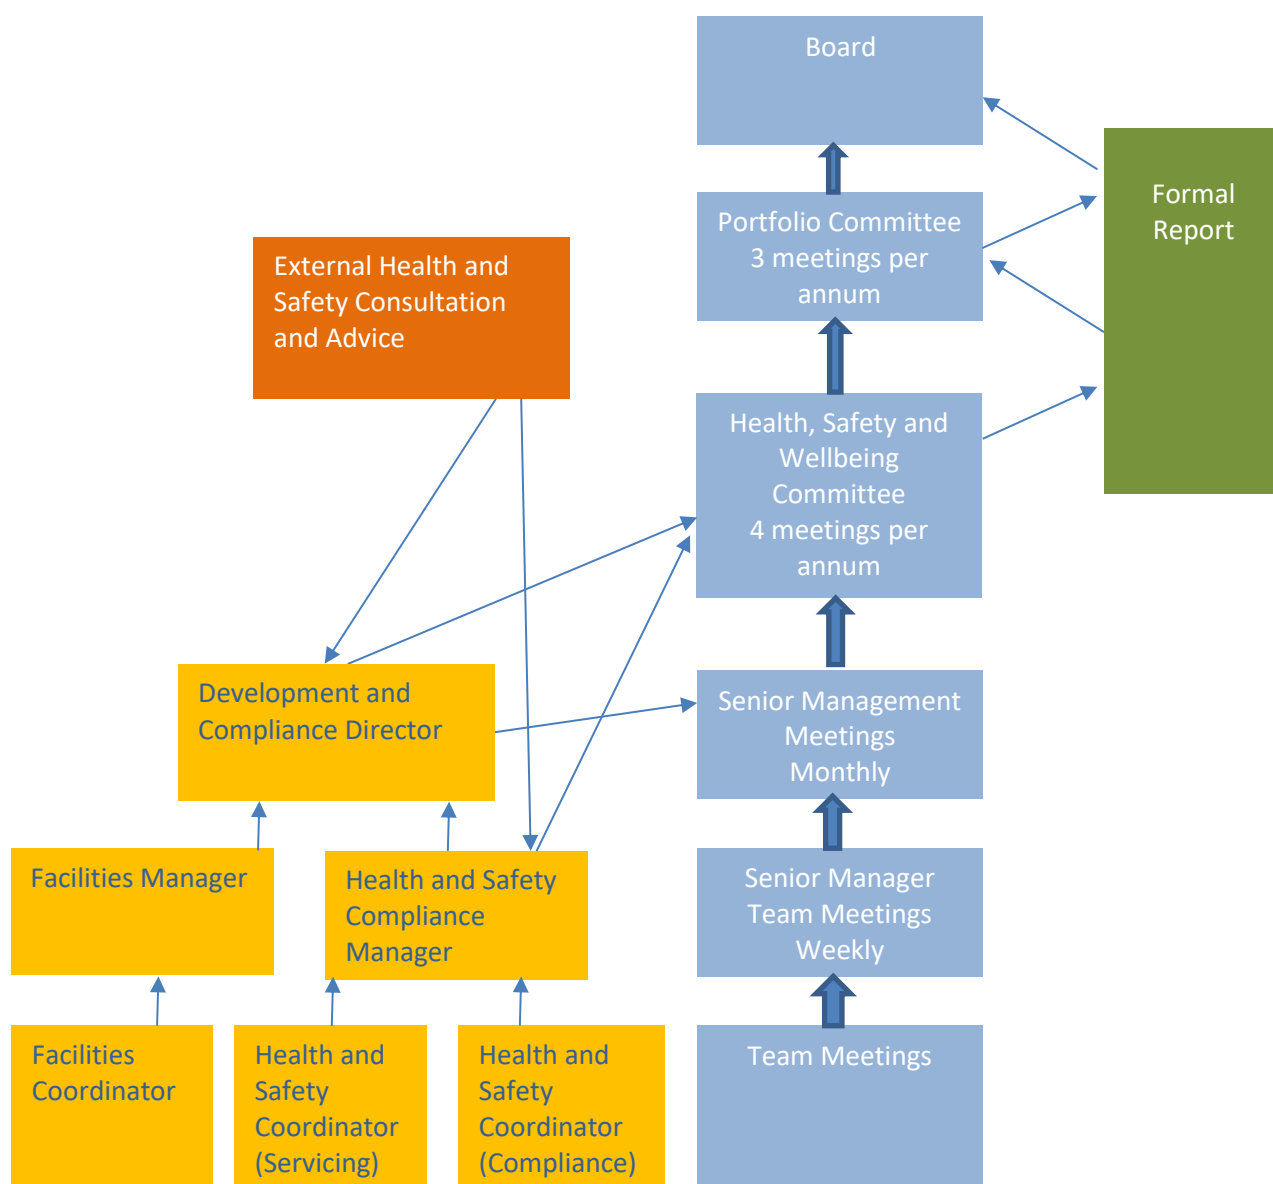 Board
Formal
Report
Portfolio Committee
3 meetings per
annum
External Health and
Safety Consultation
and Advice
Health, Safety and
Wellbeing
Committee
4 meetings per
annum
Development and
Compliance Director
Senior Management
Meetings
Monthly
Facilities Manager
Health and Safety
Compliance
Manager
Senior Manager
Team Meetings
Weekly
Facilities
Coordinator
Health and
Safety
Coordinator
(Servicing)
Health and
Safety
Coordinator
(Compliance)
Team Meetings